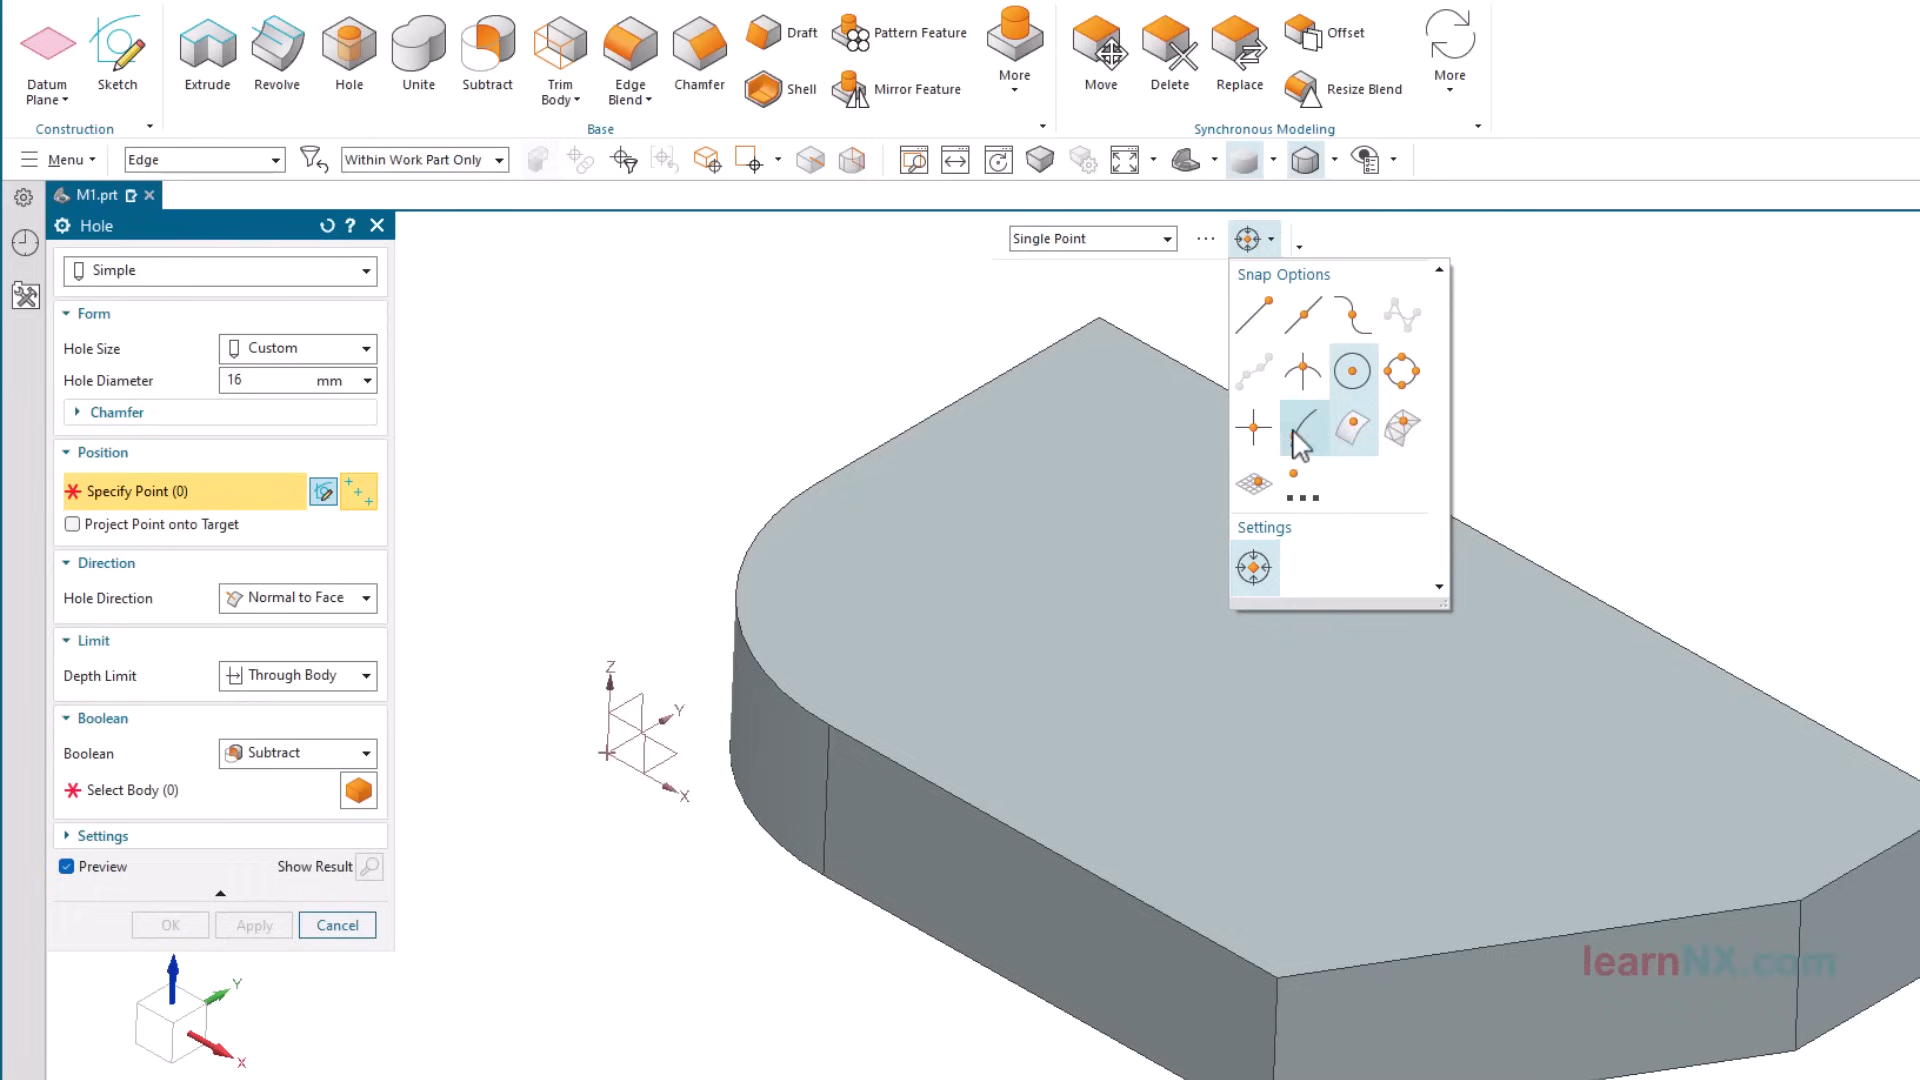 Datum Plane
Sketch
Extrude
Revolve
Hole
Unite
Subtract
Trim Body
Edge Blend
Chamfer
Draft
Shell
Pattern Feature
Mirror Feature
More
Move
Delete
Replace
Offset
Resize Blend
More
Construction
Base
Synchronous Modeling
Menu
Edge
Within Work Part Only
M1.prt
Hole
?
Simple
Form
Hole Size
Custom
Hole Diameter
16 mm
Chamfer
Position
Specify Point (0)
Project Point onto Target
Direction
Hole Direction
Normal to Face
Limit
Depth Limit
Through Body
Boolean
Boolean
Subtract
Select Body (0)
Settings
Preview
Show Result
OK
Apply
Cancel
Single Point
Snap Options
Settings
Z
Y
X
Y
X
learnNX.com